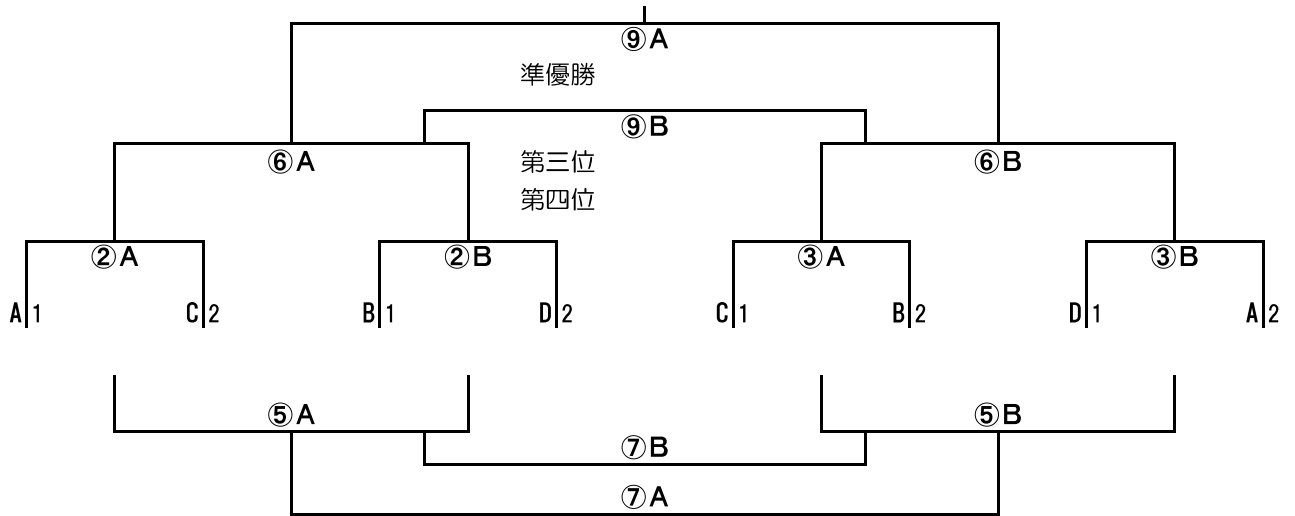 ⑨A
準優勝
⑨B
⑥A 第三位 ⑥B
第四位
②A ②B ③A ③B
A 1 C 2 B 1 D 2 C 1 B 2 D 1 A 2
⑤A ⑤B
⑦B
⑦A